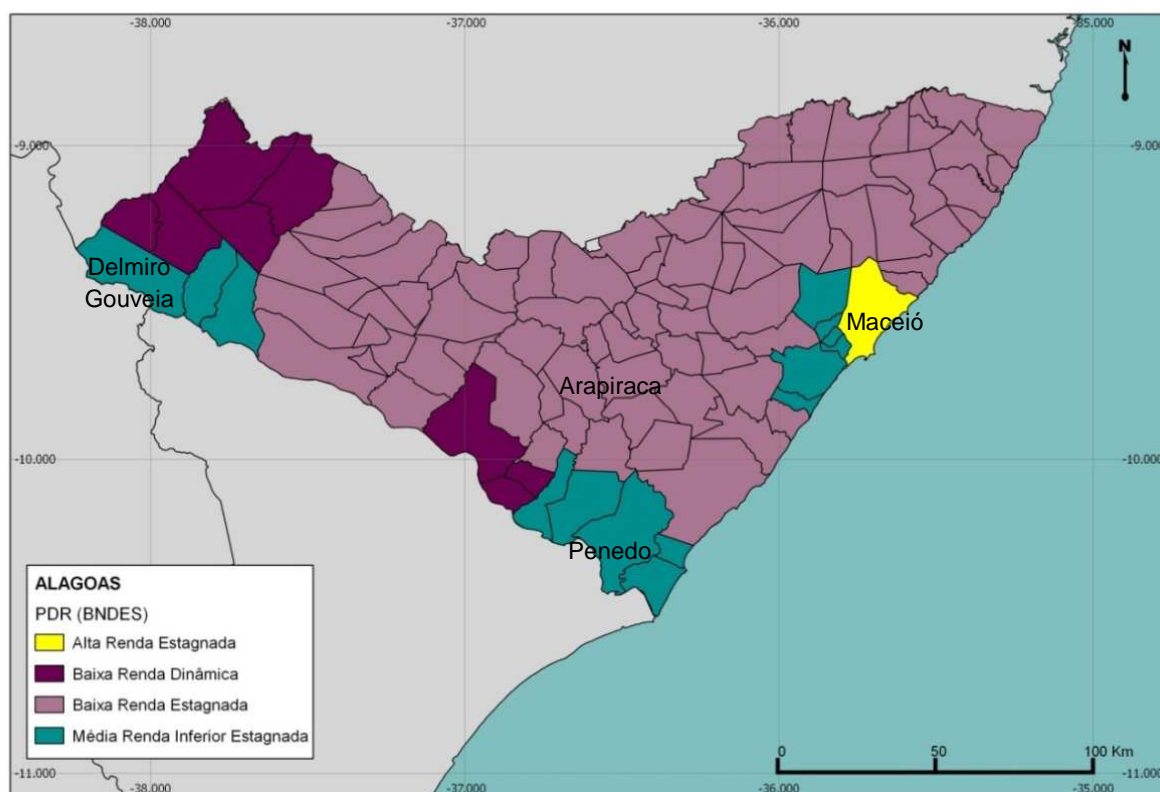 -38.000 -37.000 -36.000 -35.000
N
-9.000 -9.000
Delmiro
Gouveia
Maceió
Arapiraca
-10.000 -10.000
Penedo
ALAGOAS
PDR (BNDES)
Alta Renda Estagnada
Baixa Renda Dinâmica
Baixa Renda Estagnada
Média Renda Inferior Estagnada
0 50 100 Km
-11.000 -11.000
-38.000 -37.000 -36.000 -35.000